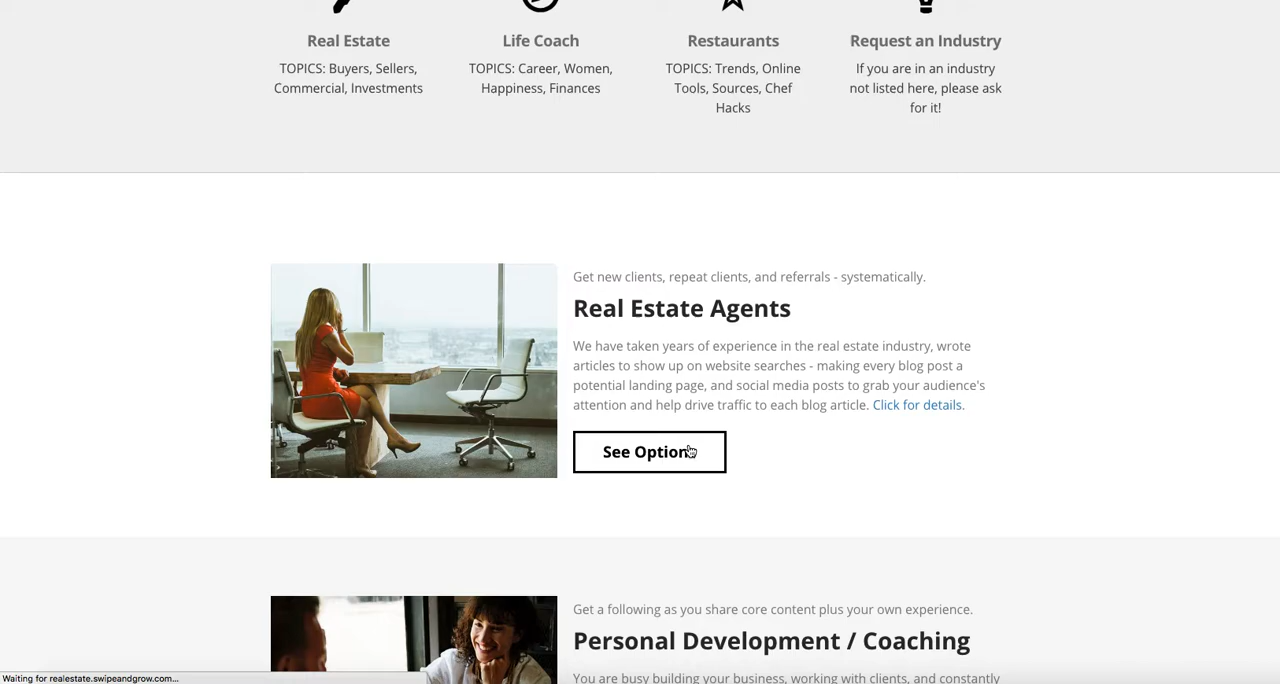 Real Estate
TOPICS: Buyers, Sellers,
Commercial, Investments
Life Coach
TOPICS: Career, Women,
Happiness, Finances
Restaurants
TOPICS: Trends, Online
Tools, Sources, Chef
Hacks
Request an Industry
If you are in an industry
not listed here, please ask
for it!
Get new clients, repeat clients, and referrals - systematically.
Real Estate Agents
We have taken years of experience in the real estate industry, wrote
articles to show up on website searches - making every blog post a
potential landing page, and social media posts to grab your audience's
attention and help drive traffic to each blog article. Click for details.
See Options
Get a following as you share core content plus your own experience.
Personal Development / Coaching
You are busy building your business, working with clients, and constantly
Waiting for realestate.swipeandgrow.com...